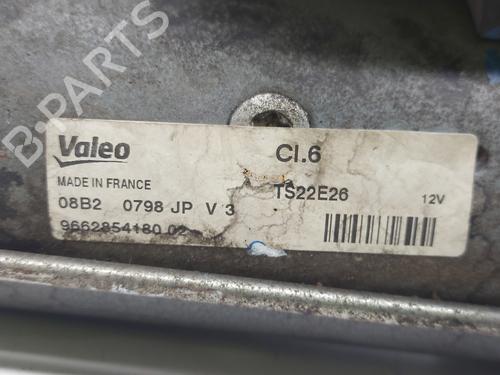 B-PARTS
Valeo
Cl.6
MADE IN FRANCE
TS22E26
12V
08B2 0798 JP V 3
9662854180 02